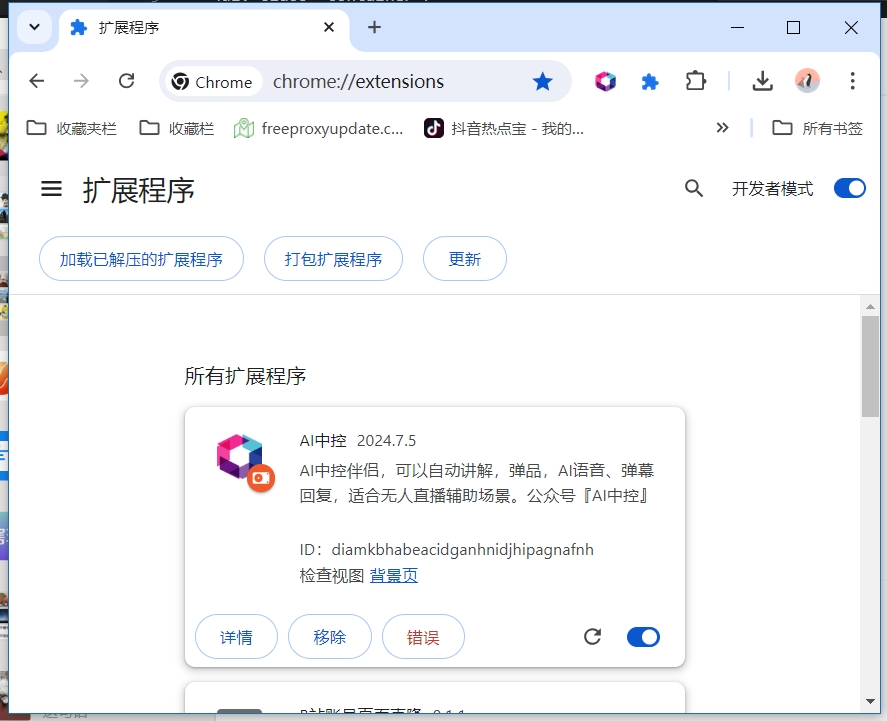 扩展程序
Chrome chrome://extensions
收藏夹栏 收藏栏 freeproxyupdate.c... 抖音热点宝 - 我的... » 所有书签
扩展程序 开发者模式
加载已解压的扩展程序 打包扩展程序 更新
所有扩展程序
AI中控 2024.7.5
AI中控伴侣，可以自动讲解，弹品，AI语音、弹幕
回复，适合无人直播辅助场景。公众号『AI中控』
ID：diamkbhabeacidganhnidjhipagnafnh
检查视图 背景页
详情 移除 错误